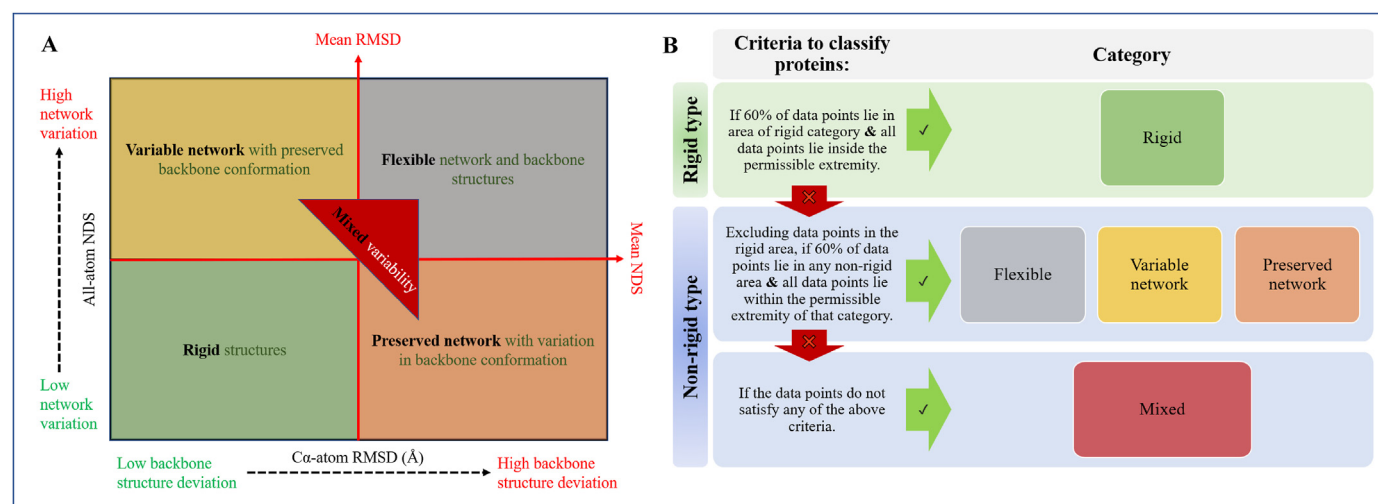 A
Mean RMSD
High
network
variation
All-atom NDS
Low
network
variation
Variable network with preserved
backbone conformation
Flexible network and backbone
structures
Mixed variability
Mean NDS
Rigid structures
Preserved network with variation
in backbone conformation
Low backbone
structure deviation
Cα-atom RMSD (Å)
High backbone
structure deviation
B
Criteria to classify
proteins:
Category
Rigid type
If 60% of data points lie in
area of rigid category & all
data points lie inside the
permissible extremity.
✓
Rigid
Non-rigid type
Excluding data points in the
rigid area, if 60% of data
points lie in any non-rigid
area & all data points lie
within the permissible
extremity of that category.
✓
Flexible
Variable
network
Preserved
network
If the data points do not
satisfy any of the above
criteria.
✓
Mixed